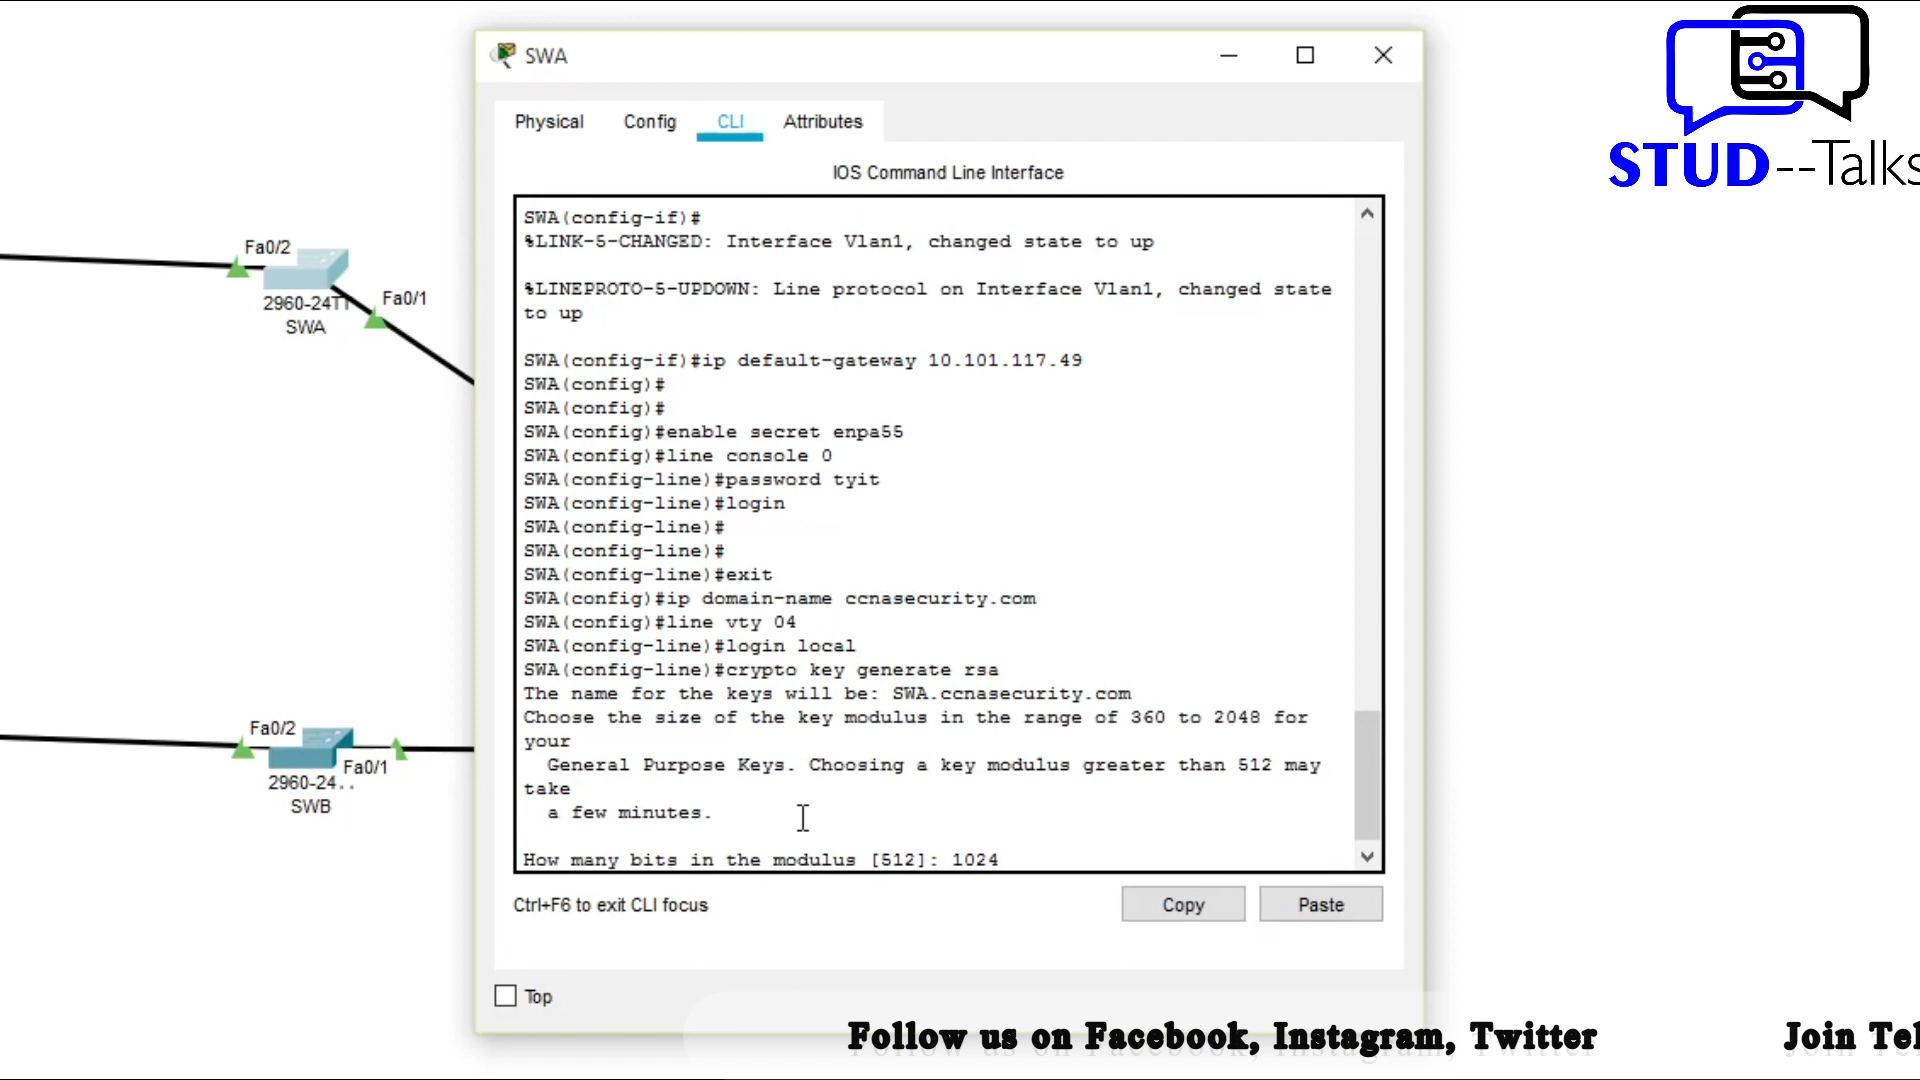 SWA
Physical Config CLI Attributes
IOS Command Line Interface
SWA(config-if)#
%LINK-5-CHANGED: Interface Vlan1, changed state to up
%LINEPROTO-5-UPDOWN: Line protocol on Interface Vlan1, changed state
to up
SWA(config-if)#ip default-gateway 10.101.117.49
SWA(config)#
SWA(config)#
SWA(config)#enable secret enpa55
SWA(config)#line console 0
SWA(config-line)#password tyit
SWA(config-line)#login
SWA(config-line)#
SWA(config-line)#
SWA(config-line)#exit
SWA(config)#ip domain-name ccnasecurity.com
SWA(config)#line vty 04
SWA(config-line)#login local
SWA(config-line)#crypto key generate rsa
The name for the keys will be: SWA.ccnasecurity.com
Choose the size of the key modulus in the range of 360 to 2048 for
your
General Purpose Keys. Choosing a key modulus greater than 512 may
take
a few minutes.
How many bits in the modulus [512]: 1024
Ctrl+F6 to exit CLI focus
Copy
Paste
Top
Fa0/2
Fa0/1
2960-24TT
SWA
Fa0/2
Fa0/1
2960-24..
SWB
STUD--Talks
Follow us on Facebook, Instagram, Twitter
Join Tel